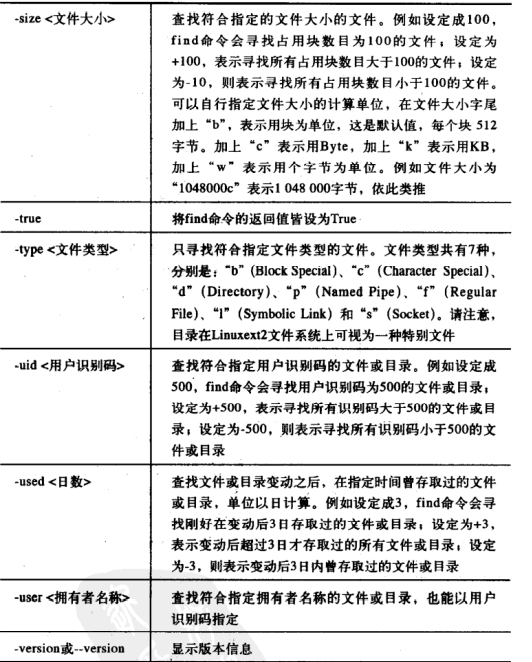 -size <文件大小>
查找符合指定的文件大小的文件。例如设定成100，
find命令会寻找占用块数目为100的文件；设定为
+100，表示寻找所有占用块数目大于100的文件；设定
为-10，则表示寻找所有占用块数目小于100的文件。
可以自行指定文件大小的计算单位，在文件大小字尾
加上“b”，表示用块为单位，这是默认值，每个块 512
字节。加上“c”表示用Byte，加上“k”表示用KB，
加上“w”表示用个字节为单位。例如文件大小为
“1048000c”表示1 048 000字节，依此类推
-true
将find命令的返回值皆设为True
-type <文件类型>
只寻找符合指定文件类型的文件。文件类型共有7种，
分别是：“b”(Block Special)、“c”(Character Special)、
“d”(Directory)、“p”(Named Pipe)、“f”(Regular
File)、“l”(Symbolic Link) 和“s”(Socket)。请注意，
目录在Linuxext2文件系统上可视为一种特别文件
-uid <用户识别码>
查找符合指定用户识别码的文件或目录。例如设定成
500，find命令会寻找用户识别码为500的文件或目录；
设定为+500，表示寻找所有识别码大于500的文件或目
录；设定为-500，则表示寻找所有识别码小于500的文
件或目录
-used <日数>
查找文件或目录变动之后，在指定时间曾存取过的文件
或目录，单位以日计算。例如设定成3，find命令会寻
找刚好在变动后3日存取过的文件或目录；设定为+3，
表示变动后超过3日才存取过的所有文件或目录；设定
为-3，则表示变动后3日内曾存取过的文件或目录
-user <拥有者名称>
查找符合指定拥有者名称的文件或目录，也能以用户
识别码指定
-version或--version
显示版本信息